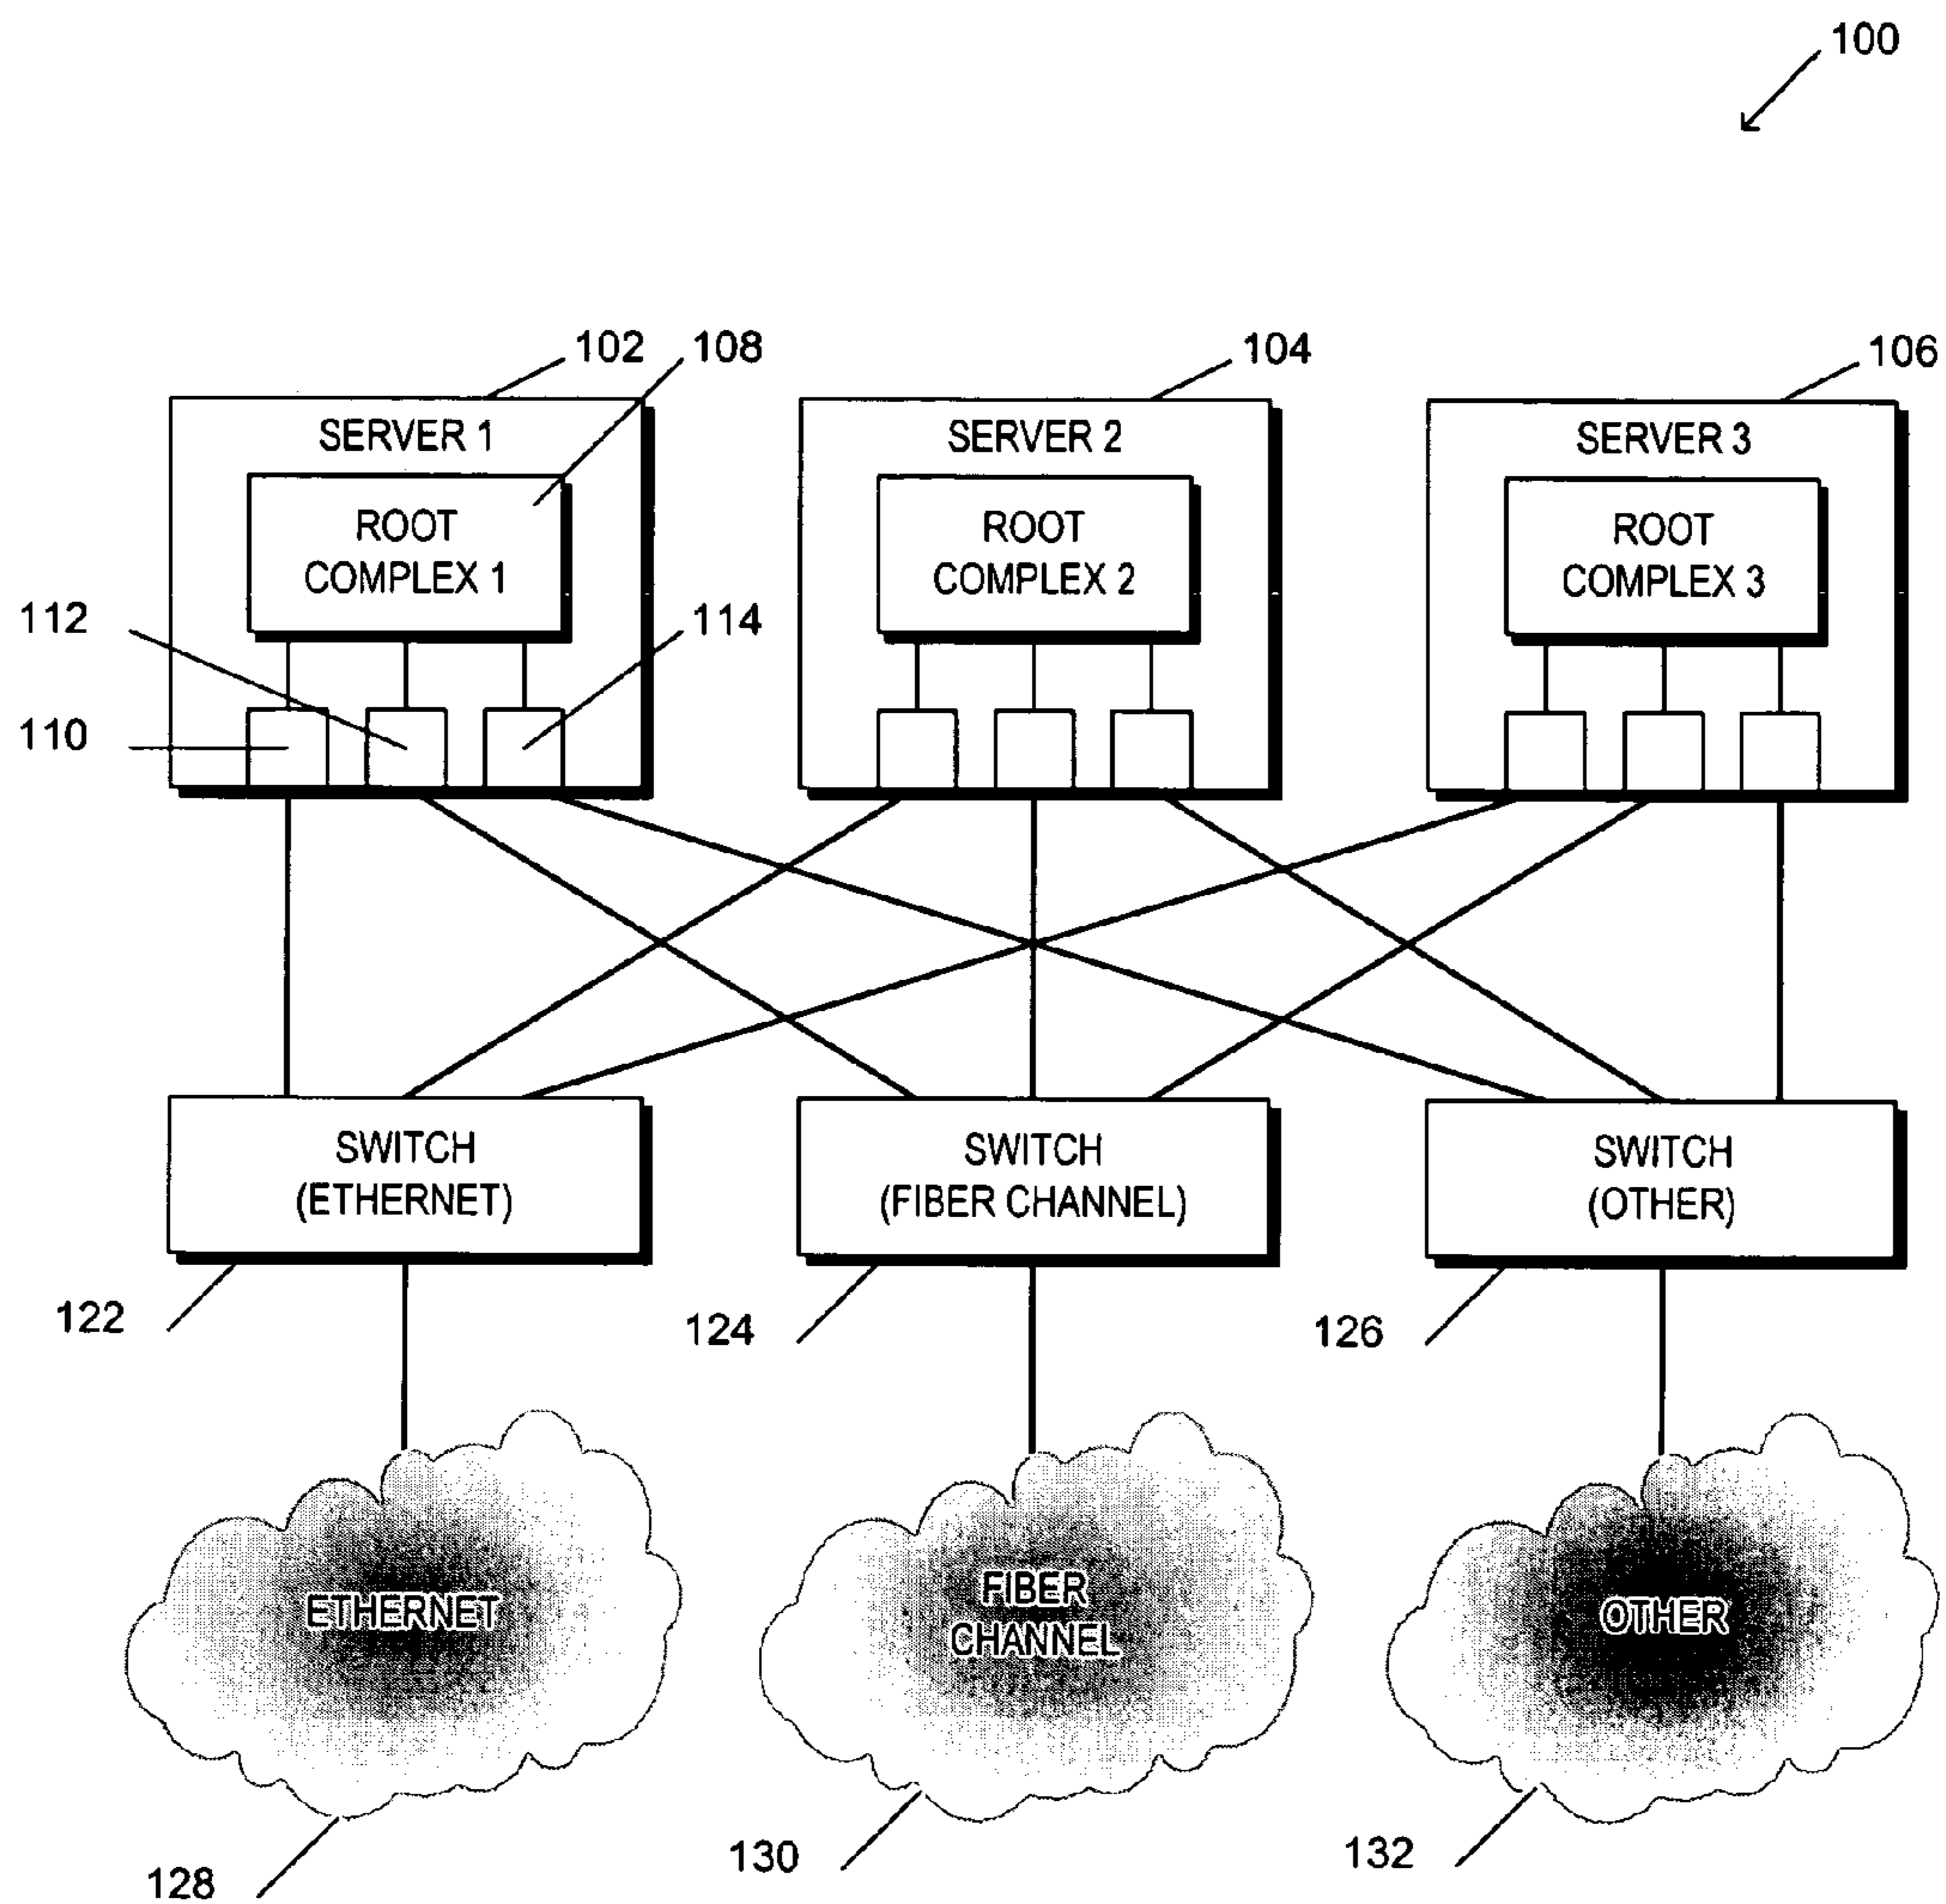 100
102
108
104
106
SERVER 1
SERVER 2
SERVER 3
ROOT
COMPLEX 1
ROOT
COMPLEX 2
ROOT
COMPLEX 3
112
114
110
SWITCH
(ETHERNET)
SWITCH
(FIBER CHANNEL)
SWITCH
(OTHER)
122
124
126
ETHERNET
FIBER
CHANNEL
OTHER
128
130
132